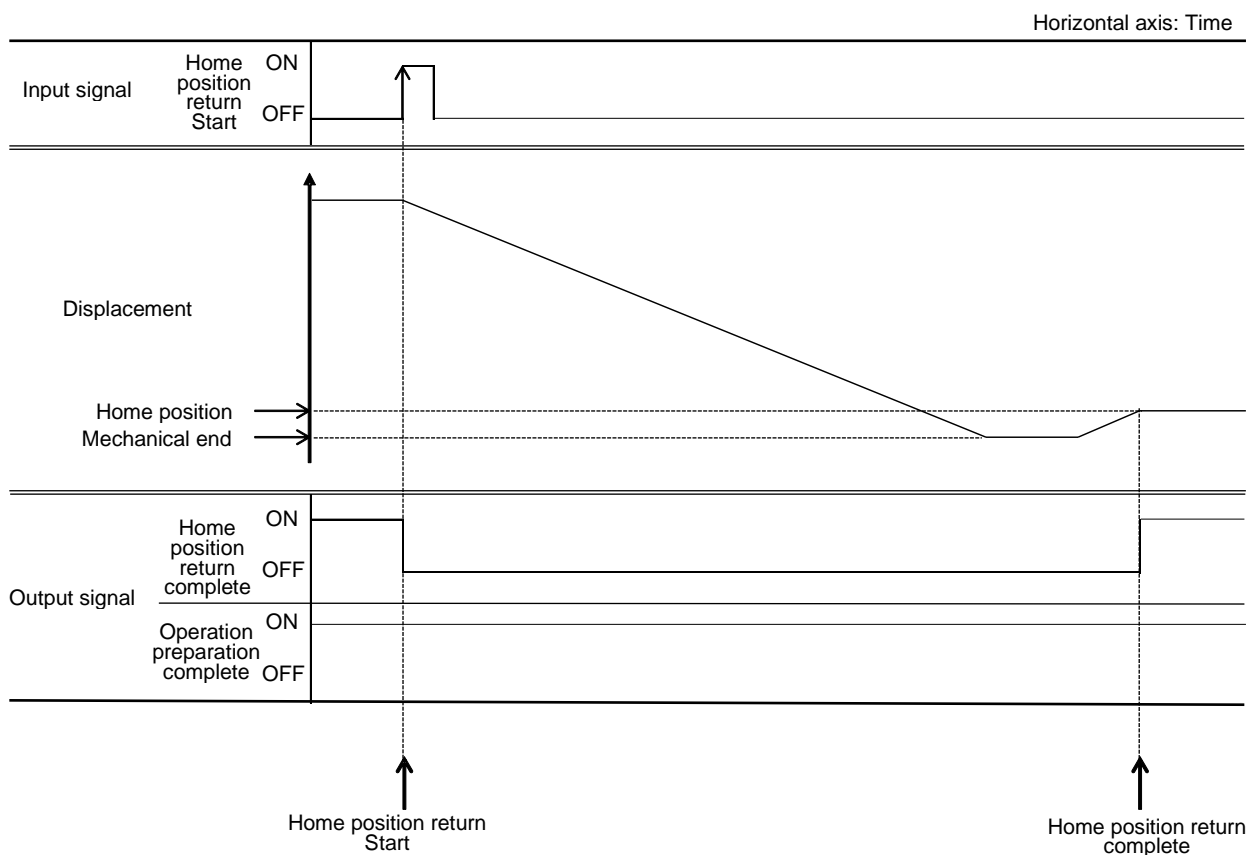 Horizontal axis: Time
Input signal
Home
position
return
Start
ON
OFF
Displacement
Home position
Mechanical end
Output signal
Home
position
return
complete
ON
OFF
Operation
preparation
complete
ON
OFF
Home position return
Start
Home position return
complete